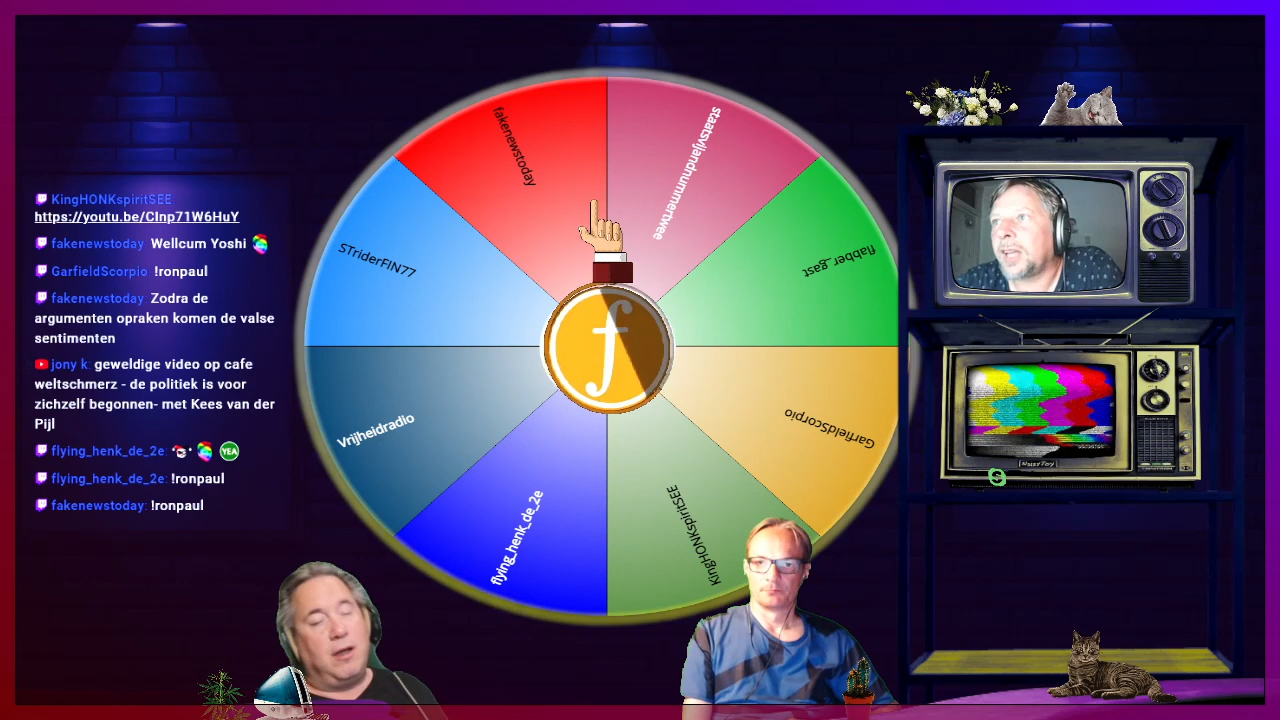 KingHONKspiritSEE
https://youtu.be/CInp71W6HuY
fakenewstoday: Wellcum Yoshi
GarfieldScorpio: !ronpaul
fakenewstoday: Zodra de
argumenten opraken komen de valse
sentimenten
jony k: geweldige video op cafe
weltschmerz - de politiek is voor
zichzelf begonnen- met Kees van der
Pijl
flying_henk_de_2e: YEA
flying_henk_de_2e: !ronpaul
fakenewstoday: !ronpaul
fakenewstoday
staatsvijandnummertwee
flabber_gast
GarfieldScorpio
KingHONKspiritSEE
flying_henk_de_2e
Vrijheidradio
STriderFIN77
f